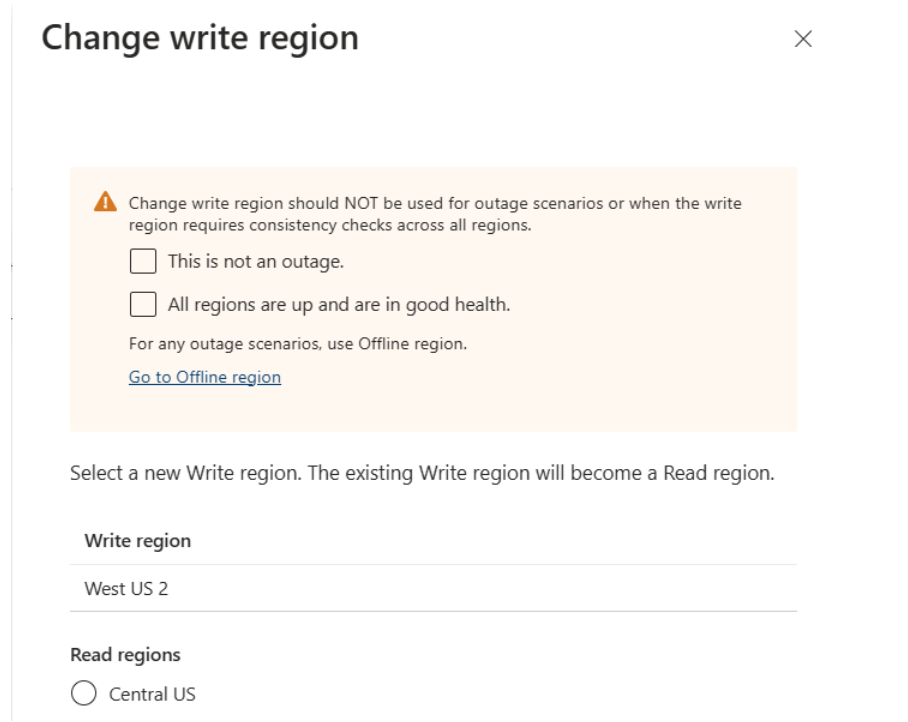 Change write region
Change write region should NOT be used for outage scenarios or when the write
region requires consistency checks across all regions.
This is not an outage.
All regions are up and are in good health.
For any outage scenarios, use Offline region.
Go to Offline region
Select a new Write region. The existing Write region will become a Read region.
Write region
West US 2
Read regions
Central US